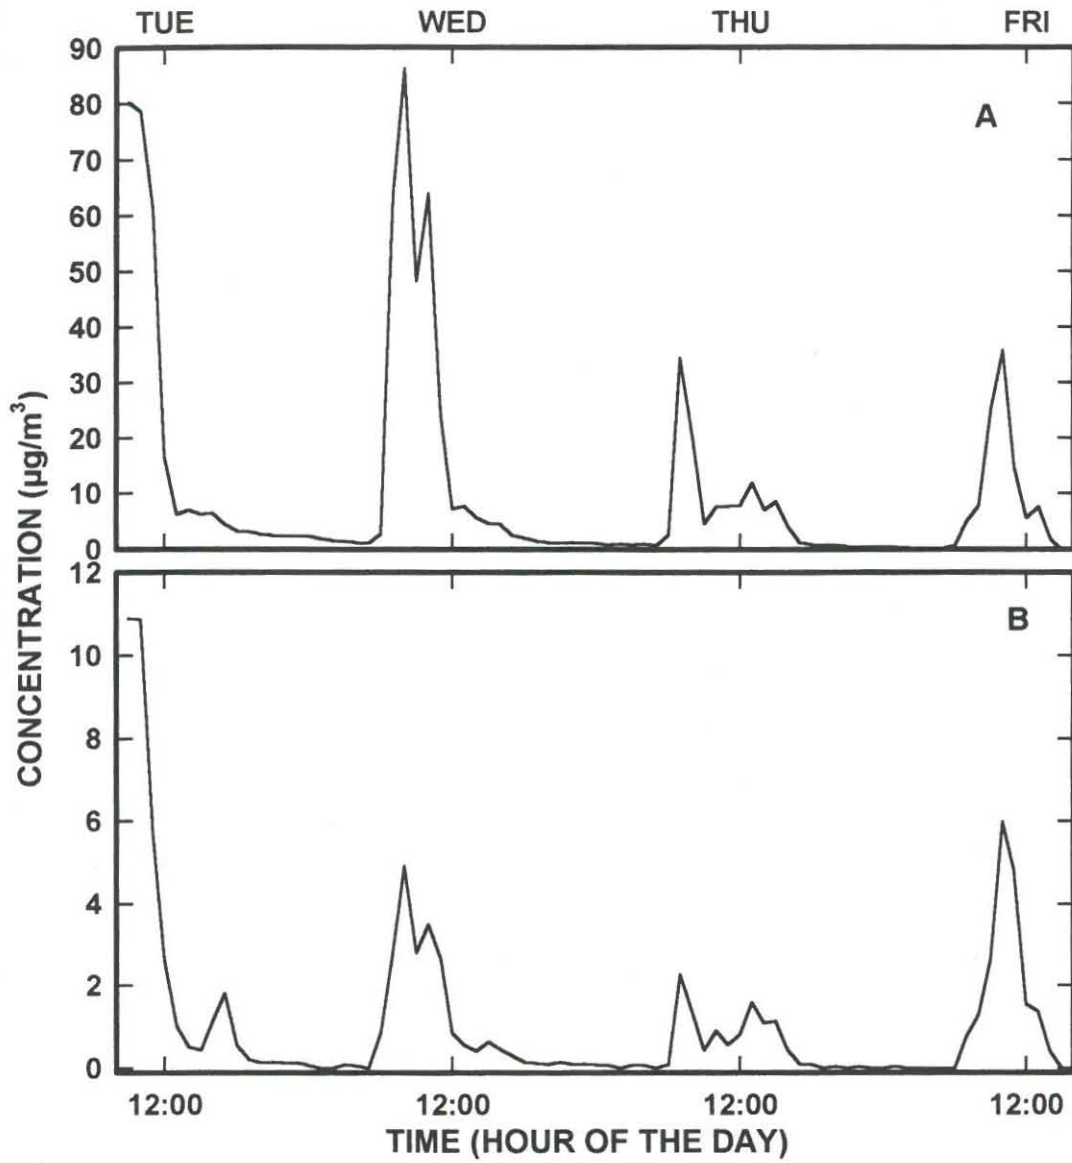 TUE WED THU FRI
90
A
80
70
60
50
40
30
20
10
0
12
B
10
8
6
4
2
0
CONCENTRATION (µg/m³)
12:00 12:00 12:00 12:00
TIME (HOUR OF THE DAY)